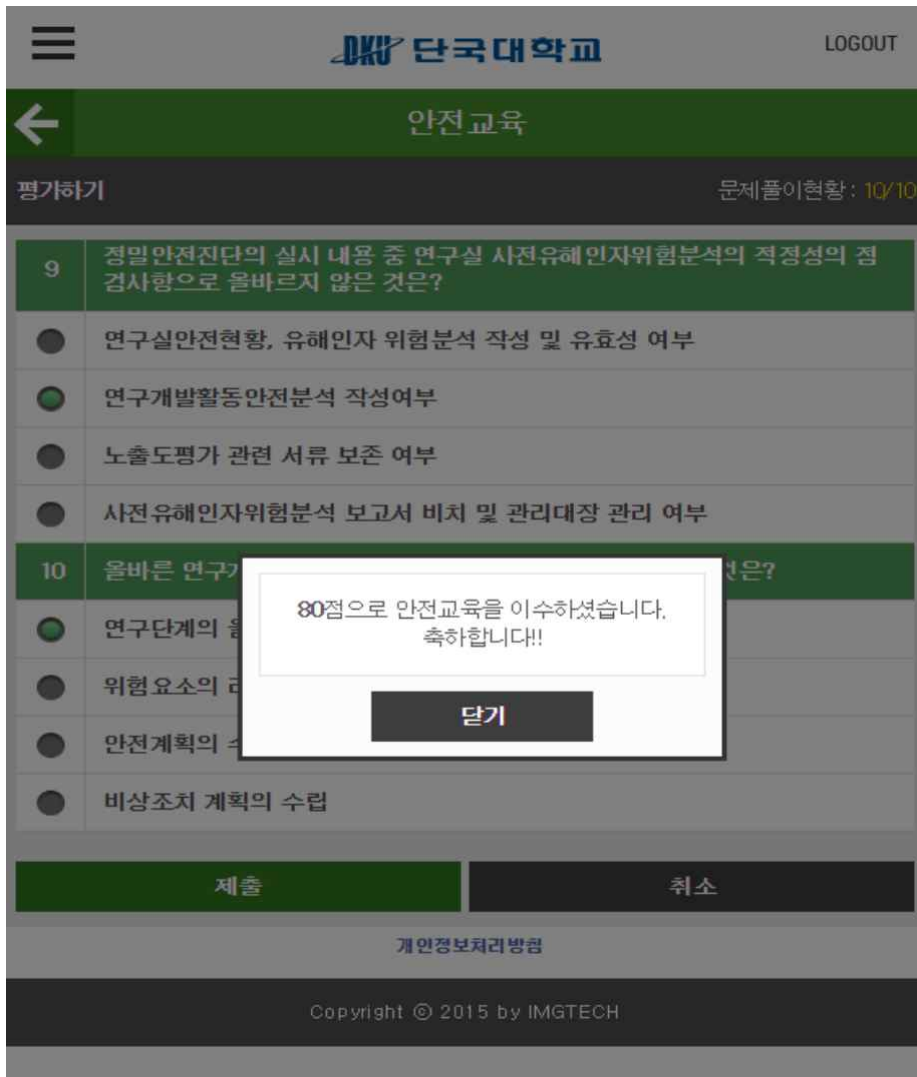 DKU 단국대학교
LOGOUT
안전교육
평가하기
문제풀이현황 : 10/10
9
정밀안전진단의 실시 내용 중 연구실 사전유해인자위험분석의 적정성의 점
검사항으로 올바르지 않은 것은?
연구실안전현황, 유해인자 위험분석 작성 및 유효성 여부
연구개발활동안전분석 작성여부
노출도평가 관련 서류 보존 여부
사전유해인자위험분석 보고서 비치 및 관리대장 관리 여부
10
올바른 것은?
80점으로 안전교육을 이수하셨습니다.
축하합니다!!
닫기
연구단계의
위험요소의
안전계획의
비상조치 계획의 수립
제출
취소
개인정보처리방침
Copyright ⓒ 2015 by IMGTECH